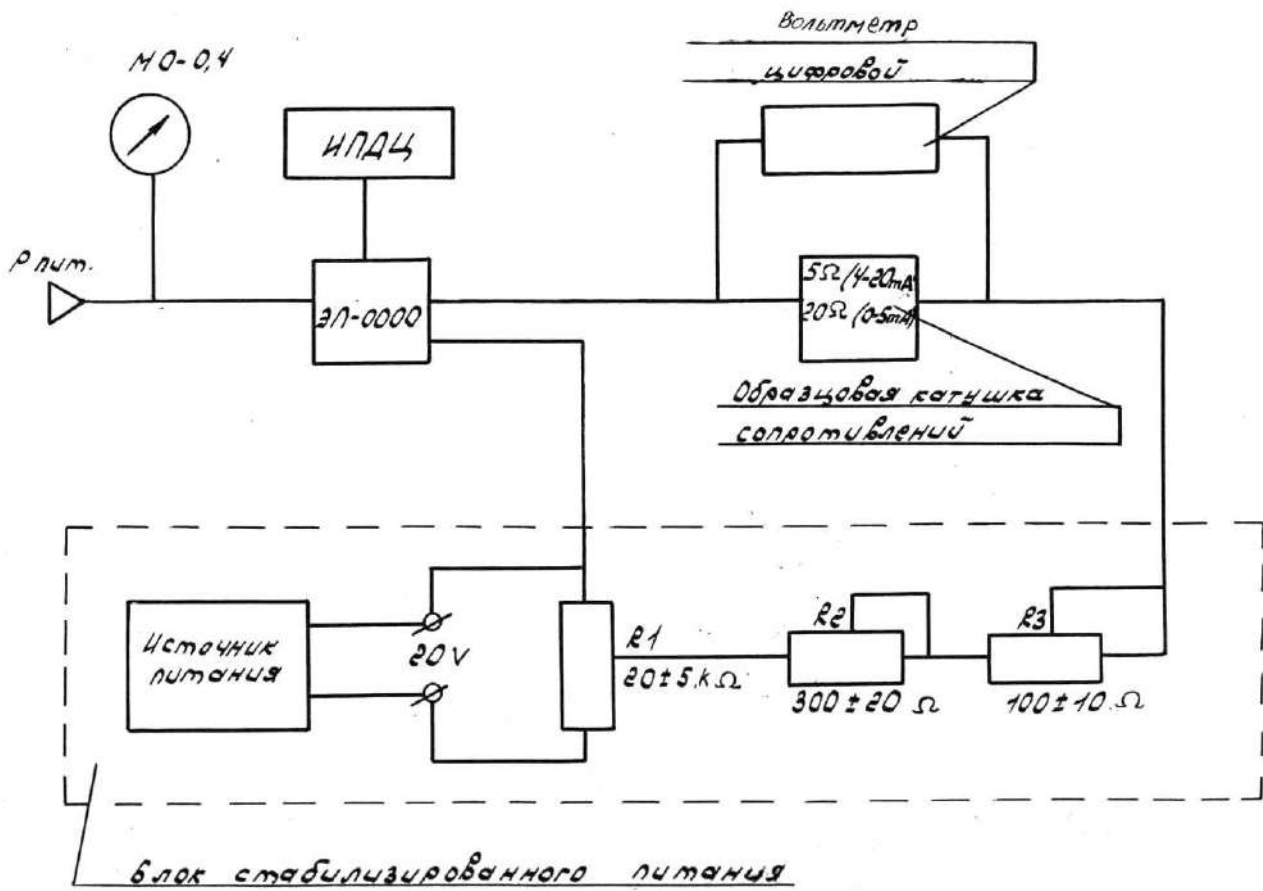 Вольтметр
цифровой
МО-0,4
ИПДЦ
Р пит.
ЭП-0000
5Ω (4-20mA)
20Ω (0-5mA)
Образцовая катушка
сопротивлений
Источник
питания
20V
R1
20±5 kΩ
R2
300±20 Ω
R3
100±10 Ω
Блок стабилизированного питания